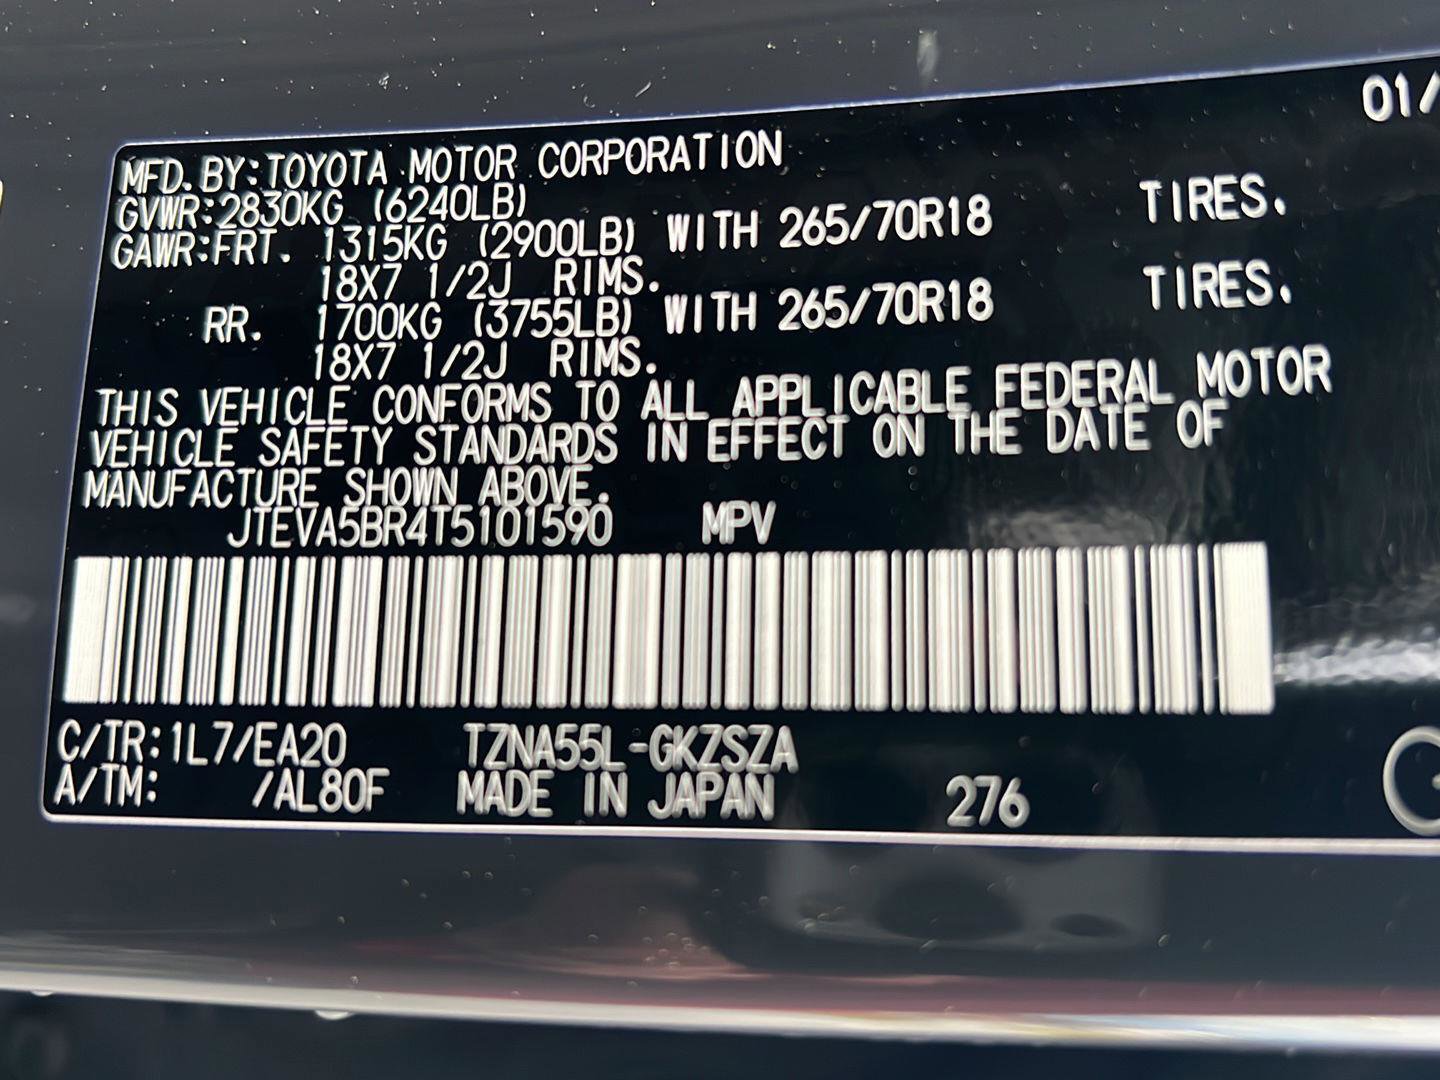 01/
MFD. BY: TOYOTA MOTOR CORPORATION
GVWR: 2830KG (6240LB)
GAWR: FRT. 1315KG (2900LB) WITH 265/70R18 TIRES.
18X7 1/2J RIMS.
RR. 1700KG (3755LB) WITH 265/70R18 TIRES.
18X7 1/2J RIMS.
THIS VEHICLE CONFORMS TO ALL APPLICABLE FEDERAL MOTOR
VEHICLE SAFETY STANDARDS IN EFFECT ON THE DATE OF
MANUFACTURE SHOWN ABOVE.
JTEVA5BR4T5101590 MPV
C/TR: 1L7/EA20 TZNA55L-GKZSZA
A/TM: /AL80F MADE IN JAPAN 276